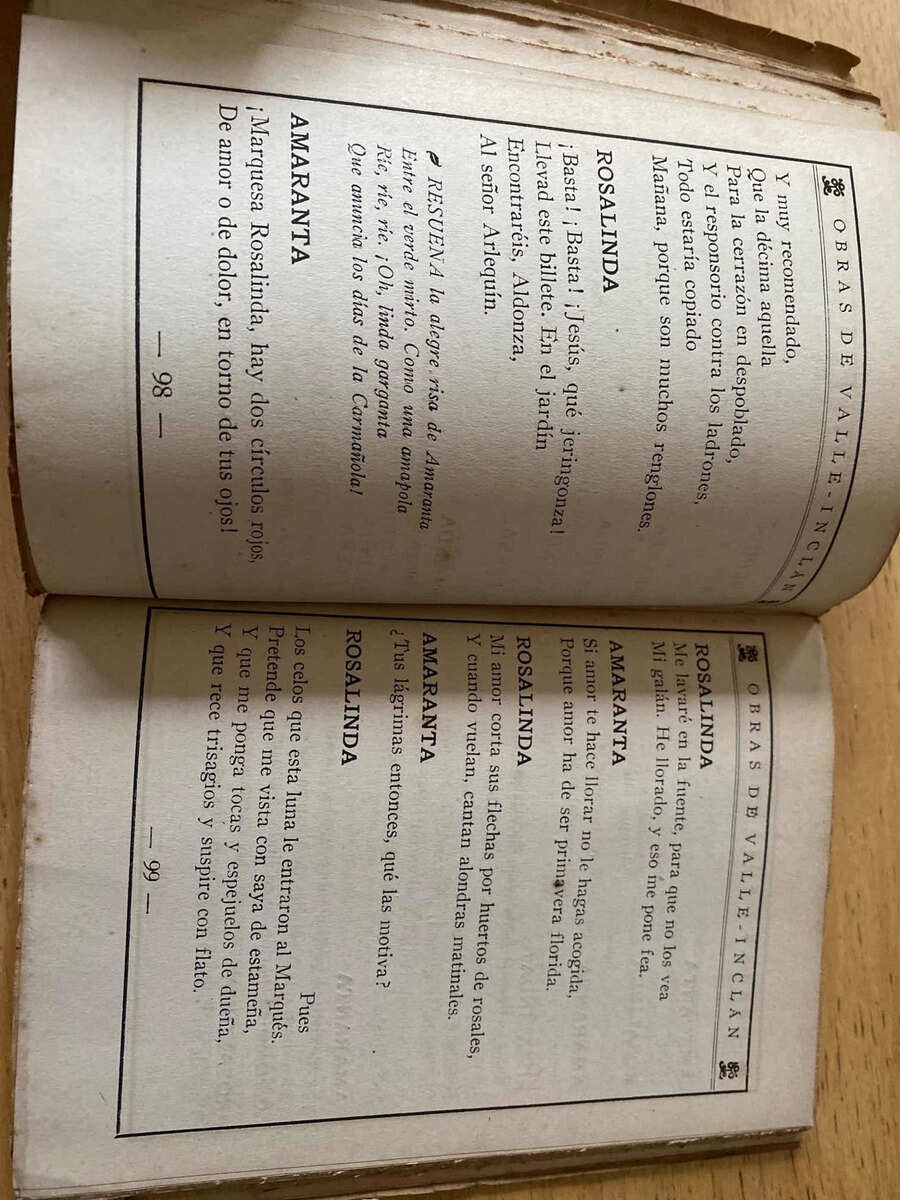 OBRAS DE VALLE-INCLÁN
Y muy recomendado,
Que la décima aquella
Para la cerrazón en despoblado,
Y el responsorio contra los ladrones,
Todo estaría copiado
Mañana, porque son muchos renglones.
ROSALINDA
¡Basta! ¡Basta! ¡Jesús, qué jeringonza!
Llevad este billete. En el jardín
Encontraréis, Aldonza,
Al señor Arlequín.
RESUENA la alegre risa de Amaranta
Entre el verde mirto. Como una amapola
Ríe, ríe, ríe. ¡Oh, linda garganta
Que anuncia los días de la Carmañola!
AMARANTA
¡Marquesa Rosalinda, hay dos círculos rojos,
De amor o de dolor, en torno de tus ojos!
— 98 —
OBRAS DE VALLE-INCLÁN
ROSALINDA
Me lavaré en la fuente, para que no los vea
Mi galán. He llorado, y eso me pone fea.
AMARANTA
Si amor te hace llorar no le hagas acogida,
Porque amor ha de ser primavera florida.
ROSALINDA
Mi amor corta sus flechas por huertos de rosales,
Y cuando vuelan, cantan alondras matinales.
AMARANTA
¿Tus lágrimas entonces, qué las motiva?
ROSALINDA
Pues
Los celos que esta luna le entraron al Marqués.
Pretende que me vista con saya de estameña,
Y que me ponga tocas y espejuelos de dueña,
Y que rece trisagios y suspire con flato.
— 99 —